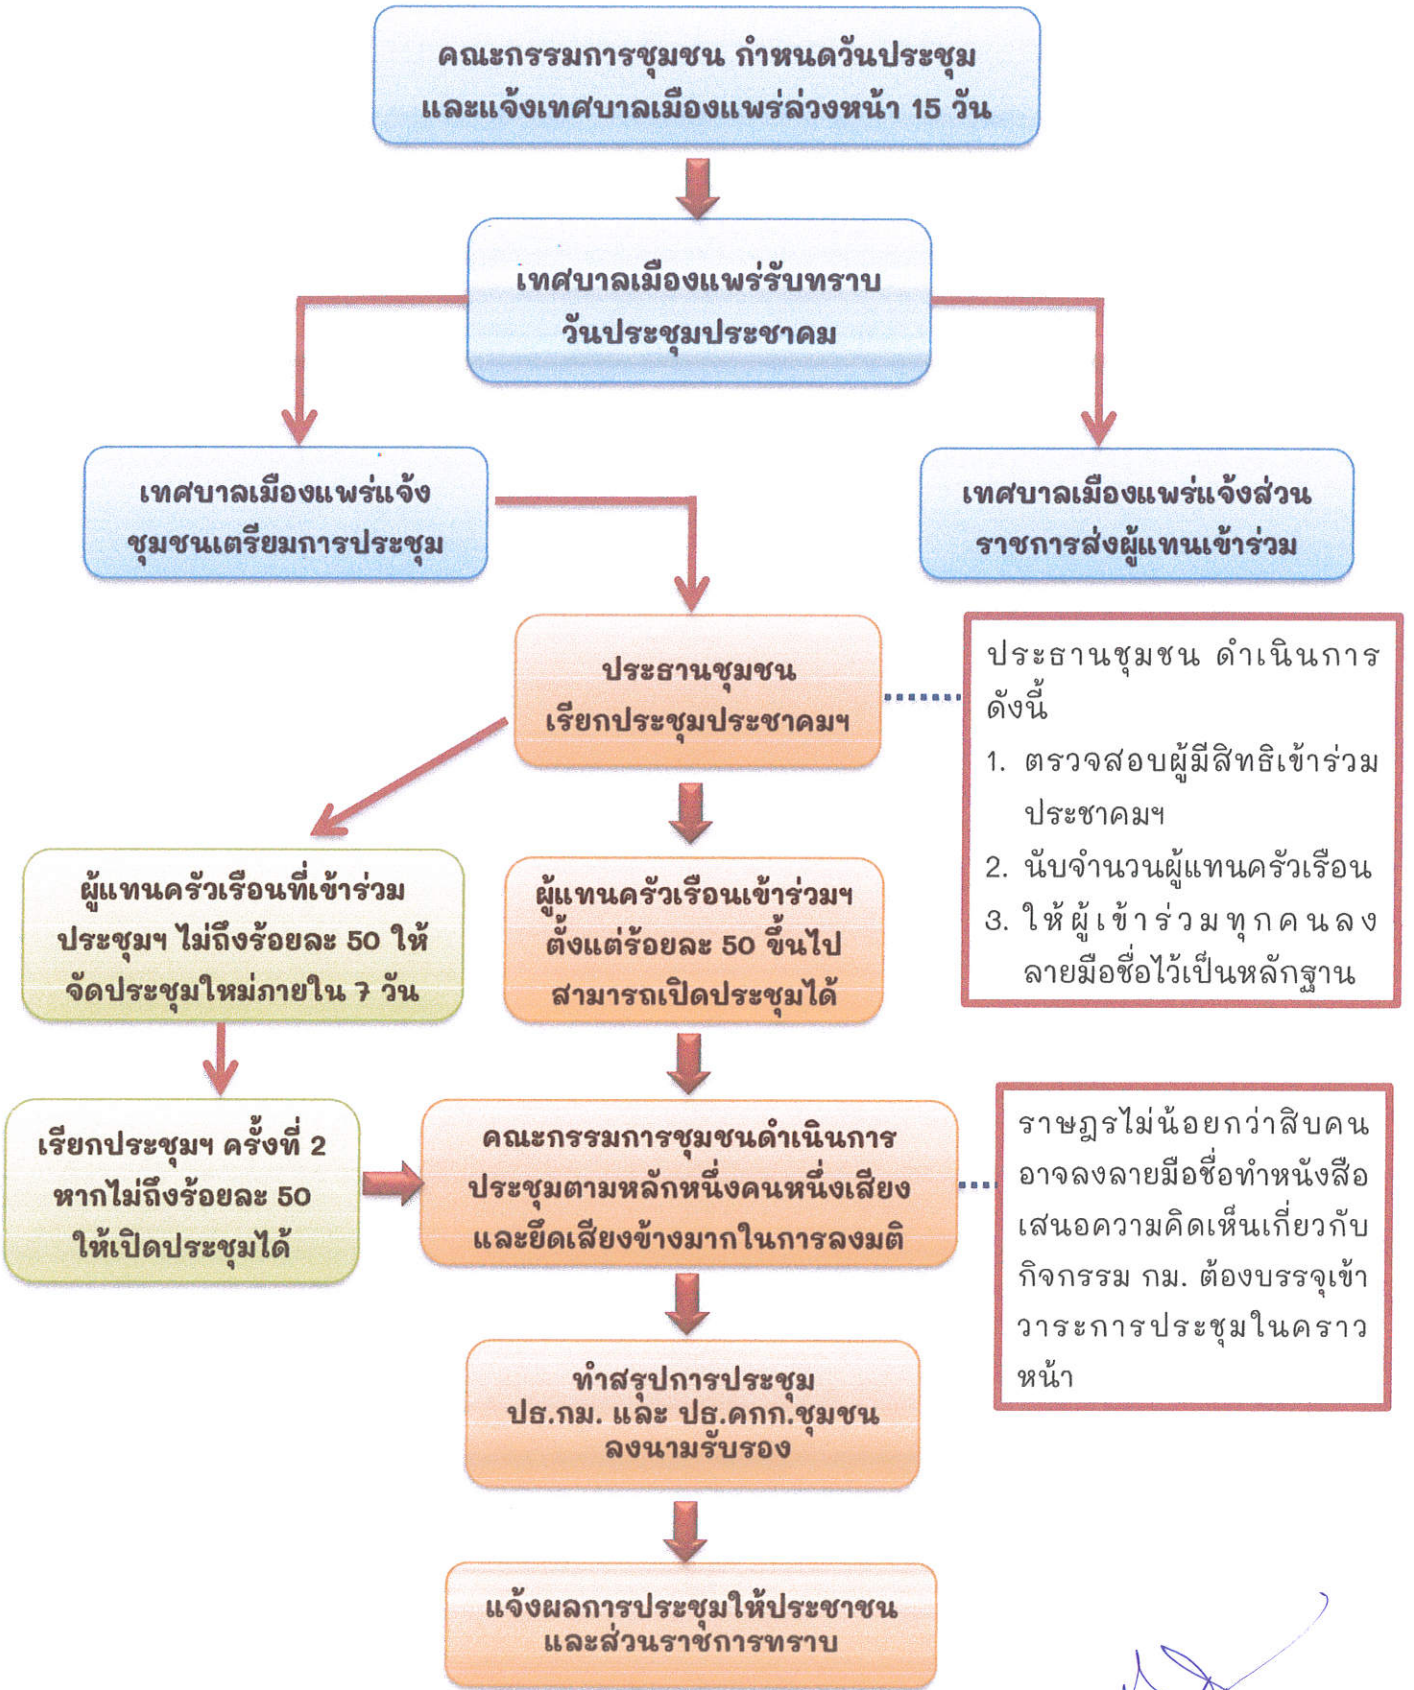 คณะกรรมการชุมชน กำหนดวันประชุม
และแจ้งเทศบาลเมืองแพร่ล่วงหน้า 15 วัน
เทศบาลเมืองแพร่รับทราบ
วันประชุมประชาคม
เทศบาลเมืองแพร่แจ้ง
ชุมชนเตรียมการประชุม
เทศบาลเมืองแพร่แจ้งส่วน
ราชการส่งผู้แทนเข้าร่วม
ประธานชุมชน
เรียกประชุมประชาคมฯ
ประธานชุมชน ดำเนินการ
ดังนี้
1. ตรวจสอบผู้มีสิทธิเข้าร่วม
ประชาคมฯ
2. นับจำนวนผู้แทนครัวเรือน
3. ให้ผู้เข้าร่วมทุกคนลง
ลายมือชื่อไว้เป็นหลักฐาน
ผู้แทนครัวเรือนที่เข้าร่วม
ประชุมฯ ไม่ถึงร้อยละ 50 ให้
จัดประชุมใหม่ภายใน 7 วัน
ผู้แทนครัวเรือนเข้าร่วมฯ
ตั้งแต่ร้อยละ 50 ขึ้นไป
สามารถเปิดประชุมได้
เรียกประชุมฯ ครั้งที่ 2
หากไม่ถึงร้อยละ 50
ให้เปิดประชุมได้
คณะกรรมการชุมชนดำเนินการ
ประชุมตามหลักหนึ่งคนหนึ่งเสียง
และยึดเสียงข้างมากในการลงมติ
ราษฎรไม่น้อยกว่าสิบคน
อาจลงลายมือชื่อทำหนังสือ
เสนอความคิดเห็นเกี่ยวกับ
กิจกรรม กม. ต้องบรรจุเข้า
วาระการประชุมในคราว
หน้า
ทำสรุปการประชุม
ปธ.กม. และ ปธ.คกก.ชุมชน
ลงนามรับรอง
แจ้งผลการประชุมให้ประชาชน
และส่วนราชการทราบ